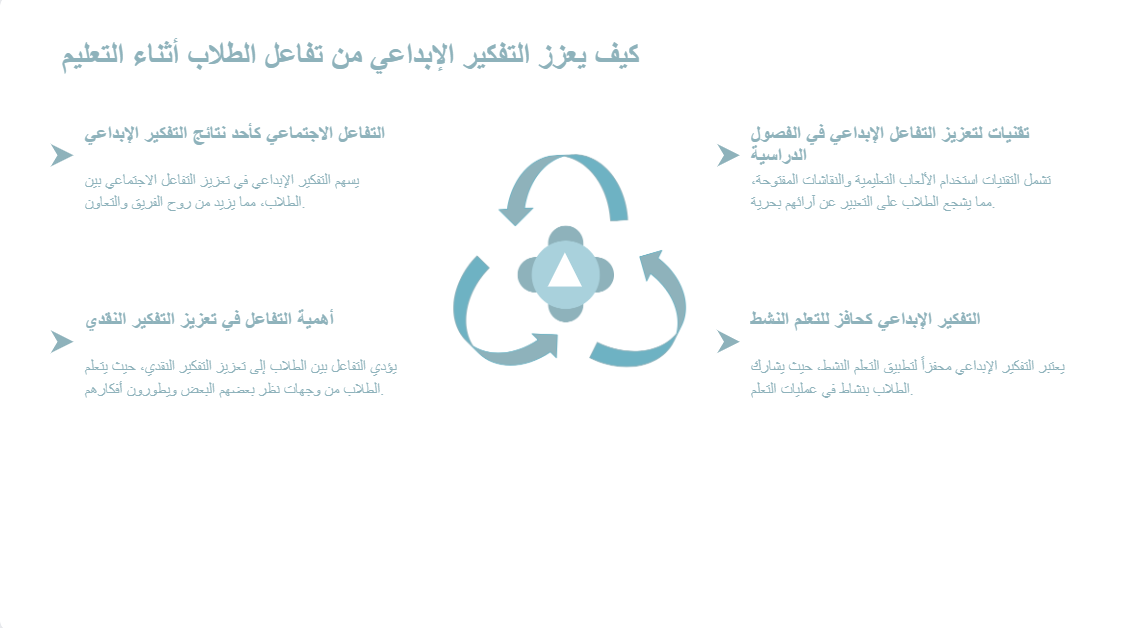 كيف يعزز التفكير الإبداعي من تفاعل الطلاب أثناء التعليم
التفاعل الاجتماعي كأحد نتائج التفكير الإبداعي
يسهم التفكير الإبداعي في تعزيز التفاعل الاجتماعي بين
الطلاب، مما يزيد من روح الفريق والتعاون.
تقنيات لتعزيز التفاعل الإبداعي في الفصول
الدراسية
تشمل التقنيات استخدام الألعاب التعليمية والنقاشات المفتوحة،
مما يشجع الطلاب على التعبير عن آرائهم بحرية.
أهمية التفاعل في تعزيز التفكير النقدي
يؤدي التفاعل بين الطلاب إلى تعزيز التفكير النقدي، حيث يتعلم
الطلاب من وجهات نظر بعضهم البعض ويطورون أفكارهم.
التفكير الإبداعي كحافز للتعلم النشط
يعتبر التفكير الإبداعي محفزاً لتطبيق التعلم النشط، حيث يشارك
الطلاب بنشاط في عمليات التعلم.